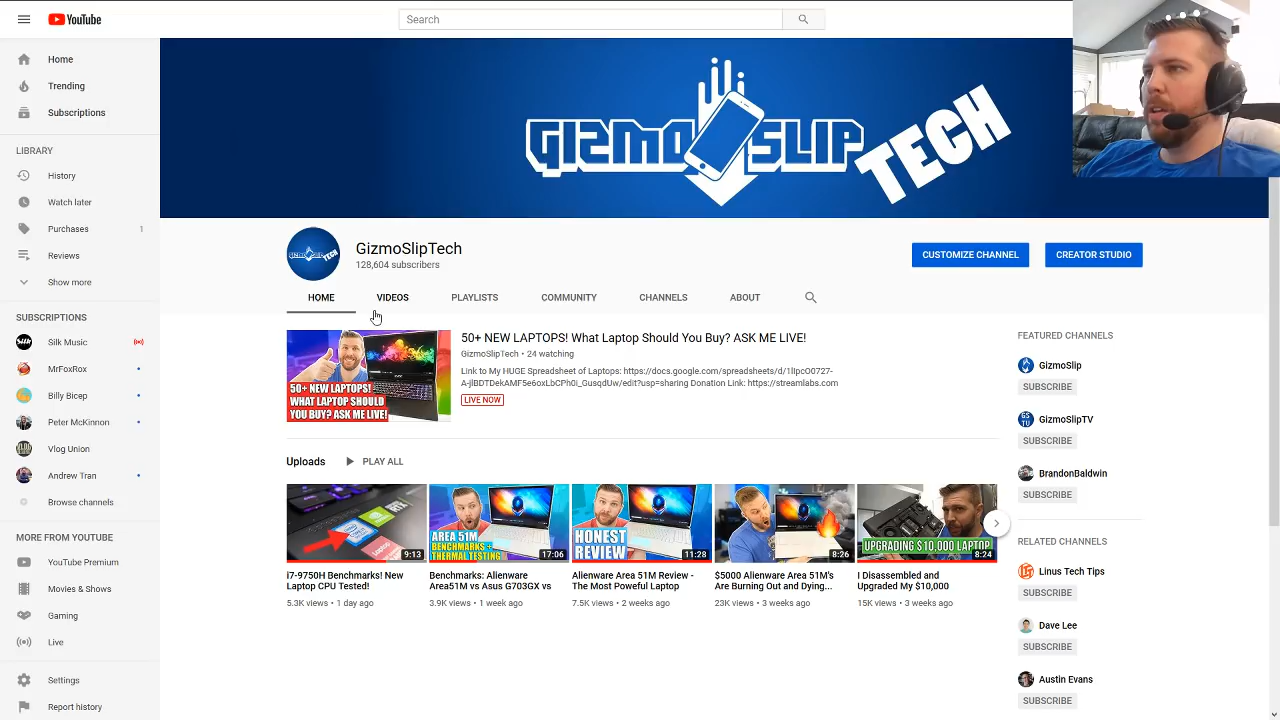 YouTube
Search
Home
Trending
Subscriptions
LIBRARY
History
Watch later
Purchases 1
Reviews
Show more
SUBSCRIPTIONS
Silk Music
MrFoxRox
Billy Bicep
Peter McKinnon
Vlog Union
Andrew Tran
Browse channels
MORE FROM YOUTUBE
YouTube Premium
Movies & Shows
Gaming
Live
Settings
Report history
GIZMO SLIP
TECH
GizmoSlipTech
128,604 subscribers
CUSTOMIZE CHANNEL
CREATOR STUDIO
HOME VIDEOS PLAYLISTS COMMUNITY CHANNELS ABOUT
50+ NEW LAPTOPS!
WHAT LAPTOP SHOULD
YOU BUY? ASK ME LIVE!
50+ NEW LAPTOPS! What Laptop Should You Buy? ASK ME LIVE!
GizmoSlipTech • 24 watching
Link to My HUGE Spreadsheet of Laptops: https://docs.google.com/spreadsheets/d/1lipcO0727-
A-jlBDTDekAMF5e6oxLbCPh0i_GusqdUw/edit?usp=sharing Donation Link: https://streamlabs.com/
LIVE NOW
Uploads PLAY ALL
9:13
i7-9750H Benchmarks! New
Laptop CPU Tested!
5.3K views • 1 day ago
AREA 51M
BENCHMARKS +
THERMAL TESTING
17:06
Benchmarks: Alienware
Area51M vs Asus G703GX vs
3.9K views • 1 week ago
HONEST
REVIEW
11:28
Alienware Area 51M Review -
The Most Powerful Laptop
7.5K views • 2 weeks ago
8:26
$5000 Alienware Area 51M's
Are Burning Out and Dying...
23K views • 3 weeks ago
UPGRADING $10,000 LAPTOP
8:24
I Disassembled and
Upgraded My $10,000
15K views • 3 weeks ago
FEATURED CHANNELS
GizmoSlip
SUBSCRIBE
GizmoSlipTV
SUBSCRIBE
BrandonBaldwin
SUBSCRIBE
RELATED CHANNELS
Linus Tech Tips
SUBSCRIBE
Dave Lee
SUBSCRIBE
Austin Evans
SUBSCRIBE